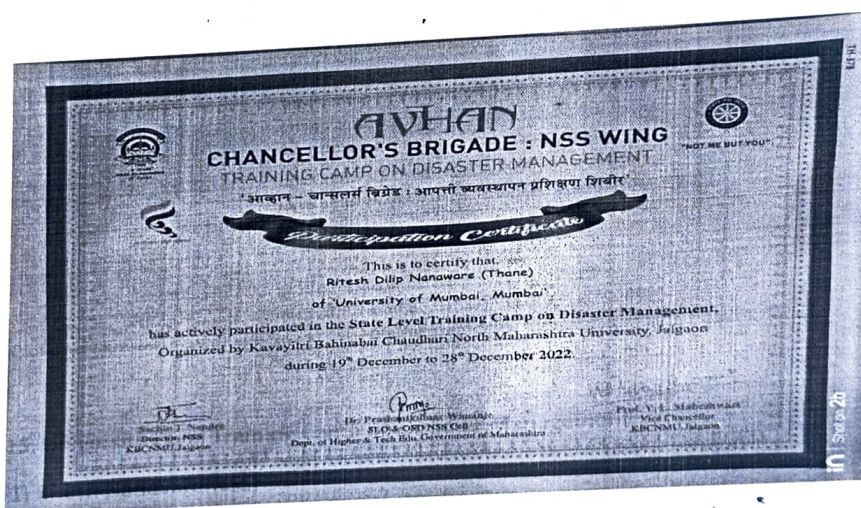 AVHAN
CHANCELLOR'S BRIGADE : NSS WING
TRAINING CAMP ON DISASTER MANAGEMENT
'आव्हान – चान्सलर्स ब्रिगेड : आपत्ती व्यवस्थापन प्रशिक्षण शिबीर'
"NOT ME BUT YOU"
Participation Certificate
This is to certify that,
Ritesh Dilip Nanaware (Thane)
of 'University of Mumbai, Mumbai'
has actively participated in the State Level Training Camp on Disaster Management,
Organized by Kavayitri Bahinabai Chaudhari North Maharashtra University, Jalgaon
during 19th December to 28th December 2022.
Director, NSS
KBCNMU, Jalgaon
SLO & OSD NSS Cell
Dept. of Higher & Tech Edu. Government of Maharashtra
Prof. V. L. Maheshwari
Vice Chancellor
KBCNMU, Jalgaon
Shot on